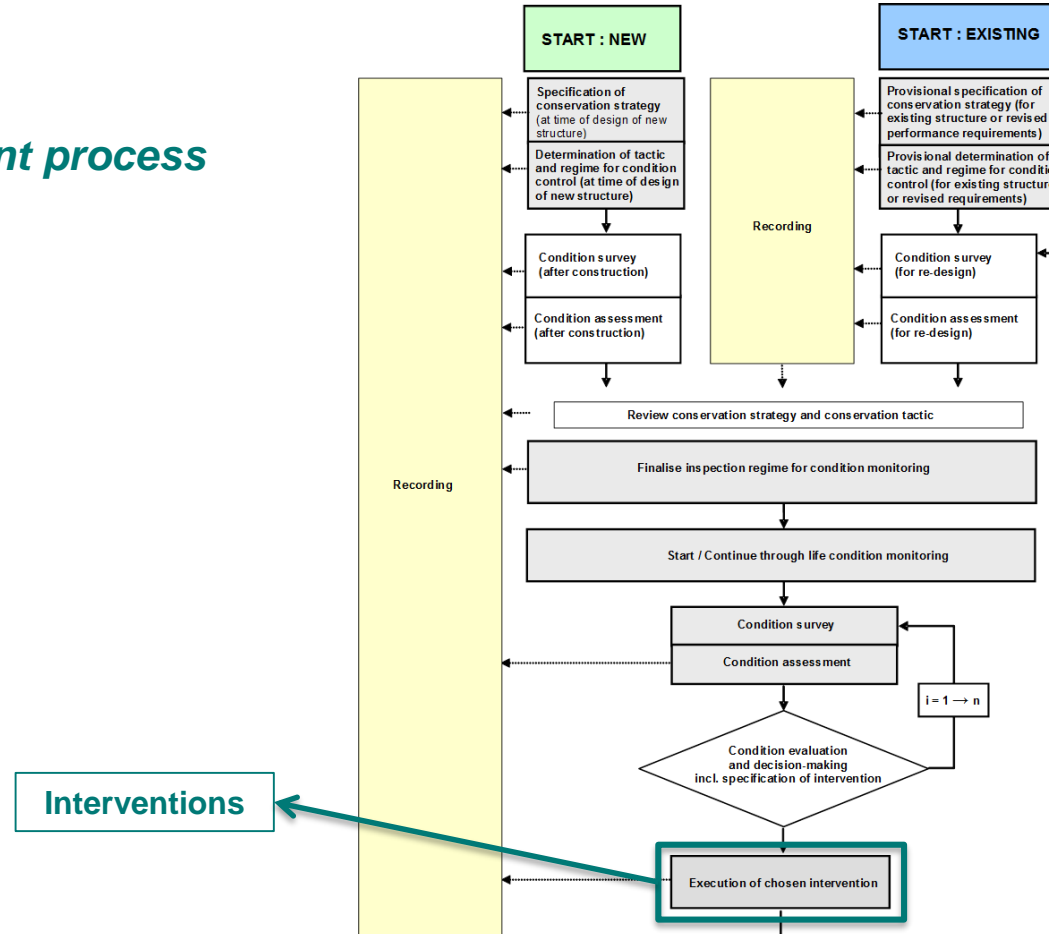 START : NEW
START : EXISTING
nt process
Specification of
conservation strategy
(at time of design of new
structure)
Determination of tactic
and regime for condition
control (at time of design
of new structure)
Provisional specification of
conservation strategy (for
existing structure or revised
performance requirements)
Provisional determination of
tactic and regime for conditio
control (for existing structur
or revised requirements)
Recording
Condition survey
(after construction)
Condition assessment
(after construction)
Condition survey
(for re-design)
Condition assessment
(for re-design)
Review conservation strategy and conservation tactic
Finalise inspection regime for condition monitoring
Recording
Start / Continue through life condition monitoring
Condition survey
Condition assessment
i = 1 → n
Condition evaluation
and decision-making
incl. specification of intervention
Interventions
Execution of chosen intervention